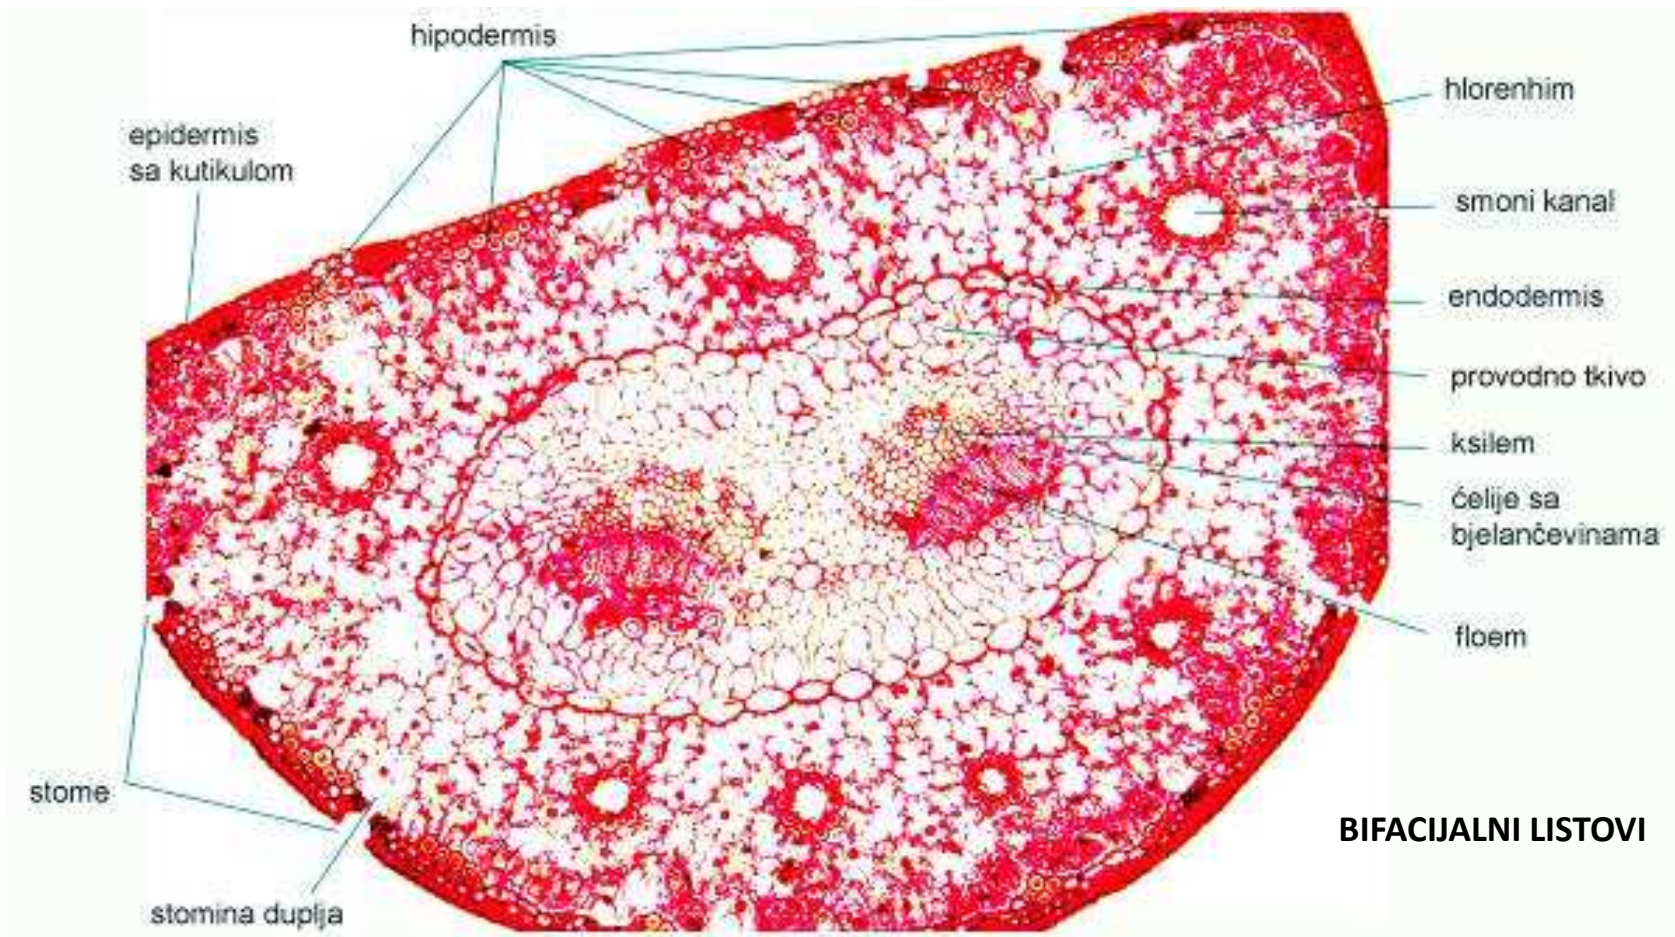 hipodermis
epidermis
sa kutikulom
hlorenhim
smoni kanal
endodermis
provodno tkivo
ksilem
ćelije sa
bjelančevinama
floem
stome
stomina duplja
BIFACIJALNI LISTOVI